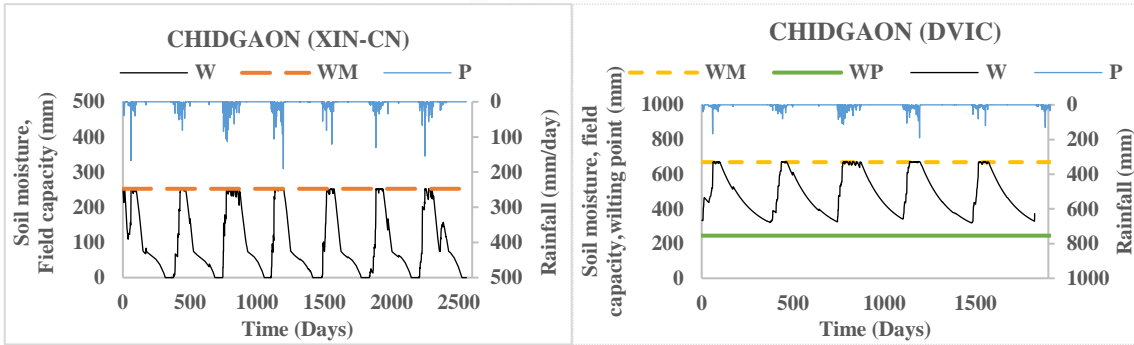 CHIDGAON (XIN-CN)
W WM P
500
400
300
200
100
0
0
100
200
300
400
500
0 500 1000 1500 2000 2500
Soil moisture,
Field capacity (mm)
Rainfall (mm/day)
Time (Days)
CHIDGAON (DVIC)
WM WP W P
1000
800
600
400
200
0
0
200
400
600
800
1000
0 500 1000 1500
Soil moisture, field
capacity,wilting point (mm)
Rainfall (mm)
Time (Days)